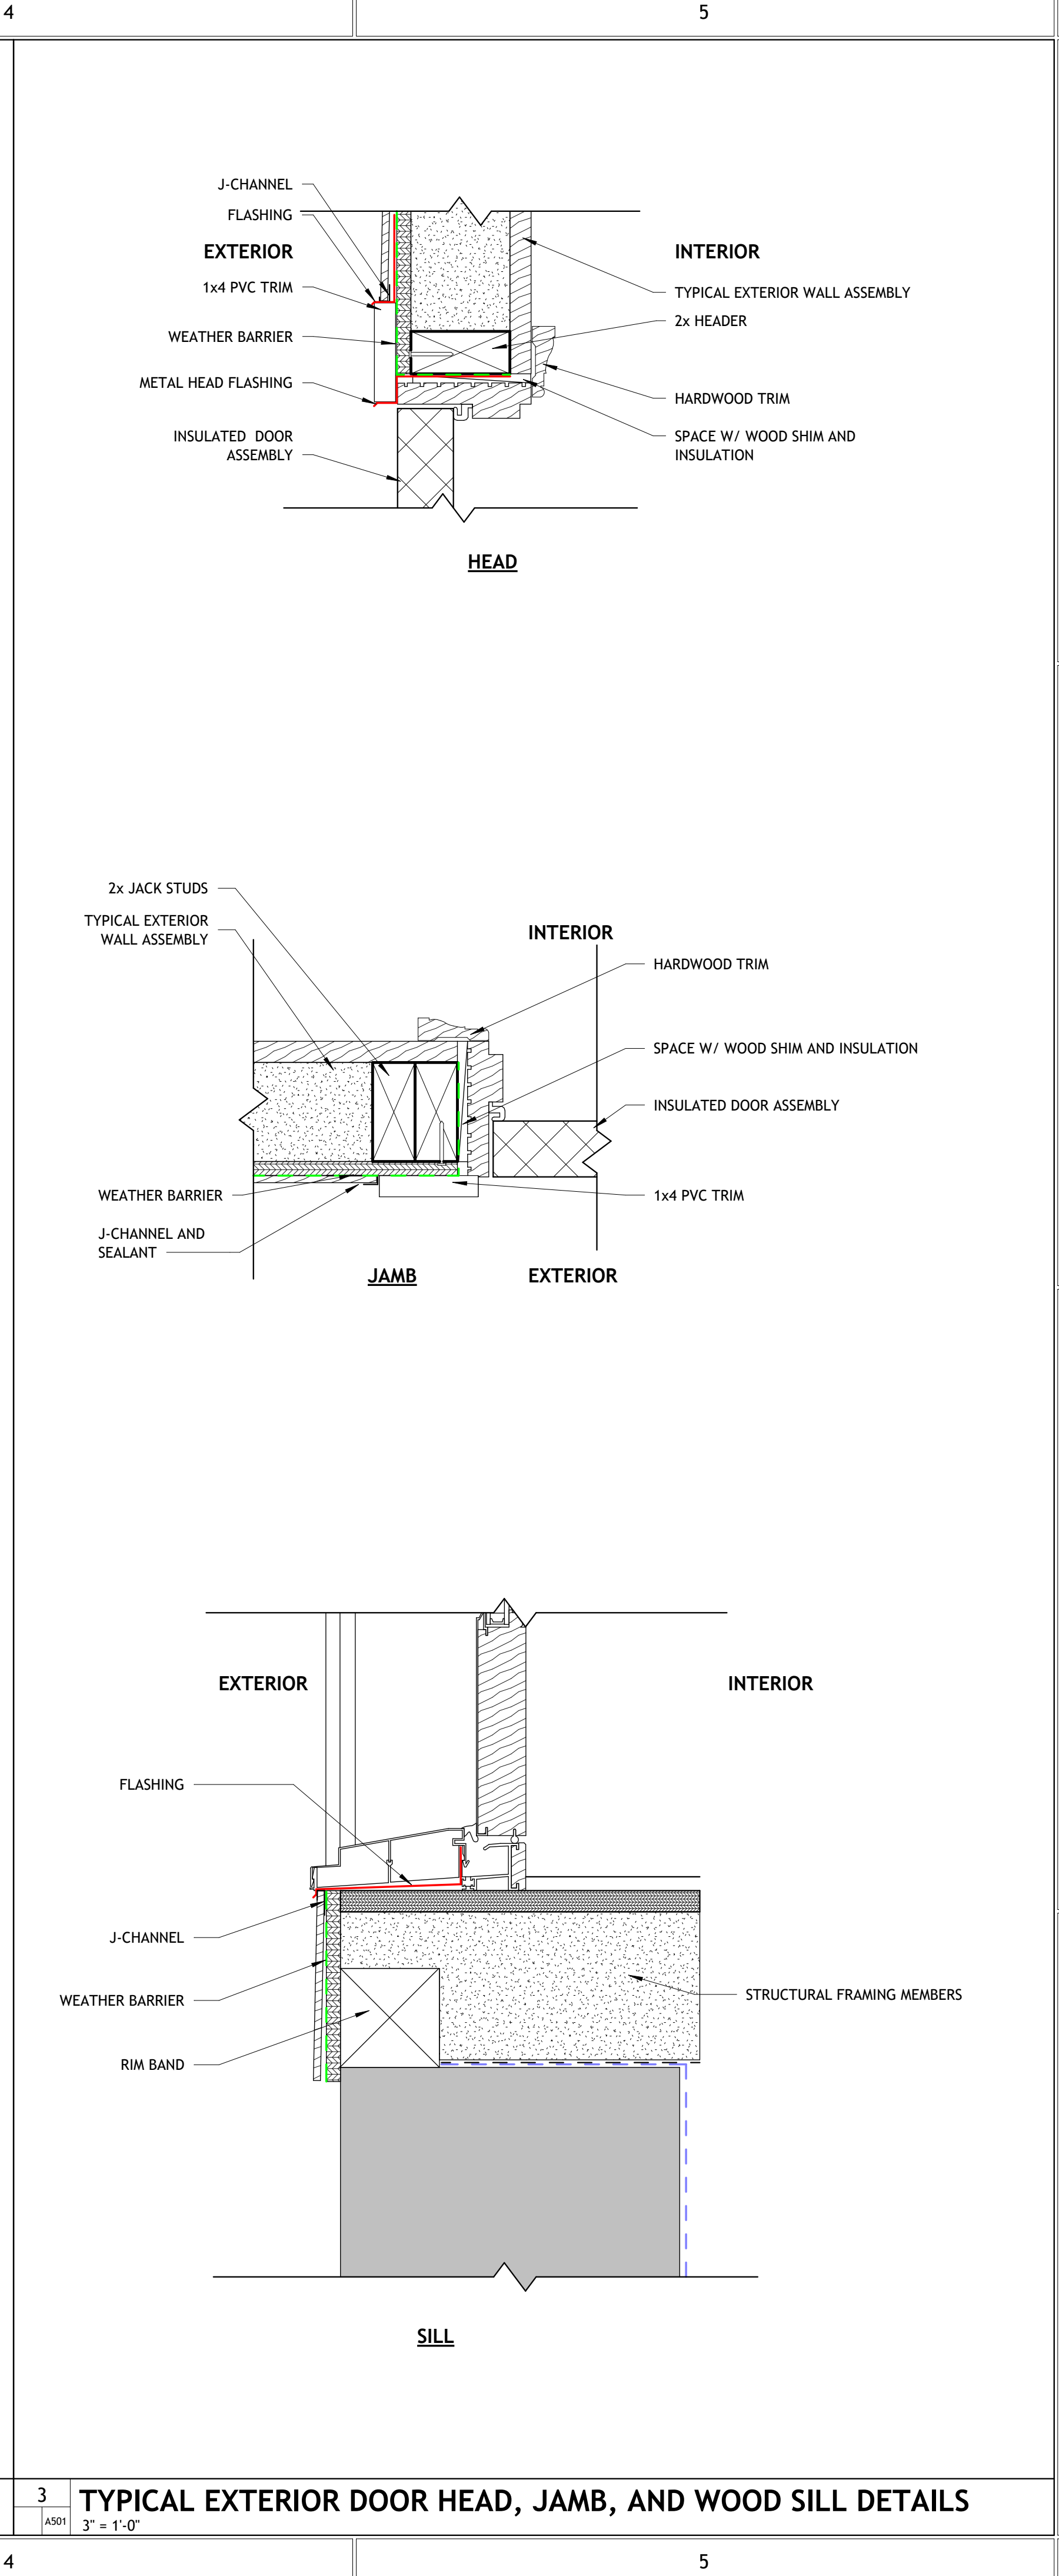 4
5
J-CHANNEL
FLASHING
EXTERIOR
INTERIOR
1x4 PVC TRIM
TYPICAL EXTERIOR WALL ASSEMBLY
2x HEADER
WEATHER BARRIER
METAL HEAD FLASHING
HARDWOOD TRIM
INSULATED DOOR
ASSEMBLY
SPACE W/ WOOD SHIM AND
INSULATION
HEAD
2x JACK STUDS
TYPICAL EXTERIOR
WALL ASSEMBLY
INTERIOR
HARDWOOD TRIM
SPACE W/ WOOD SHIM AND INSULATION
INSULATED DOOR ASSEMBLY
WEATHER BARRIER
1x4 PVC TRIM
J-CHANNEL AND
SEALANT
JAMB
EXTERIOR
EXTERIOR
INTERIOR
FLASHING
J-CHANNEL
STRUCTURAL FRAMING MEMBERS
WEATHER BARRIER
RIM BAND
SILL
3
A501
TYPICAL EXTERIOR DOOR HEAD, JAMB, AND WOOD SILL DETAILS
3" = 1'-0"
4
5